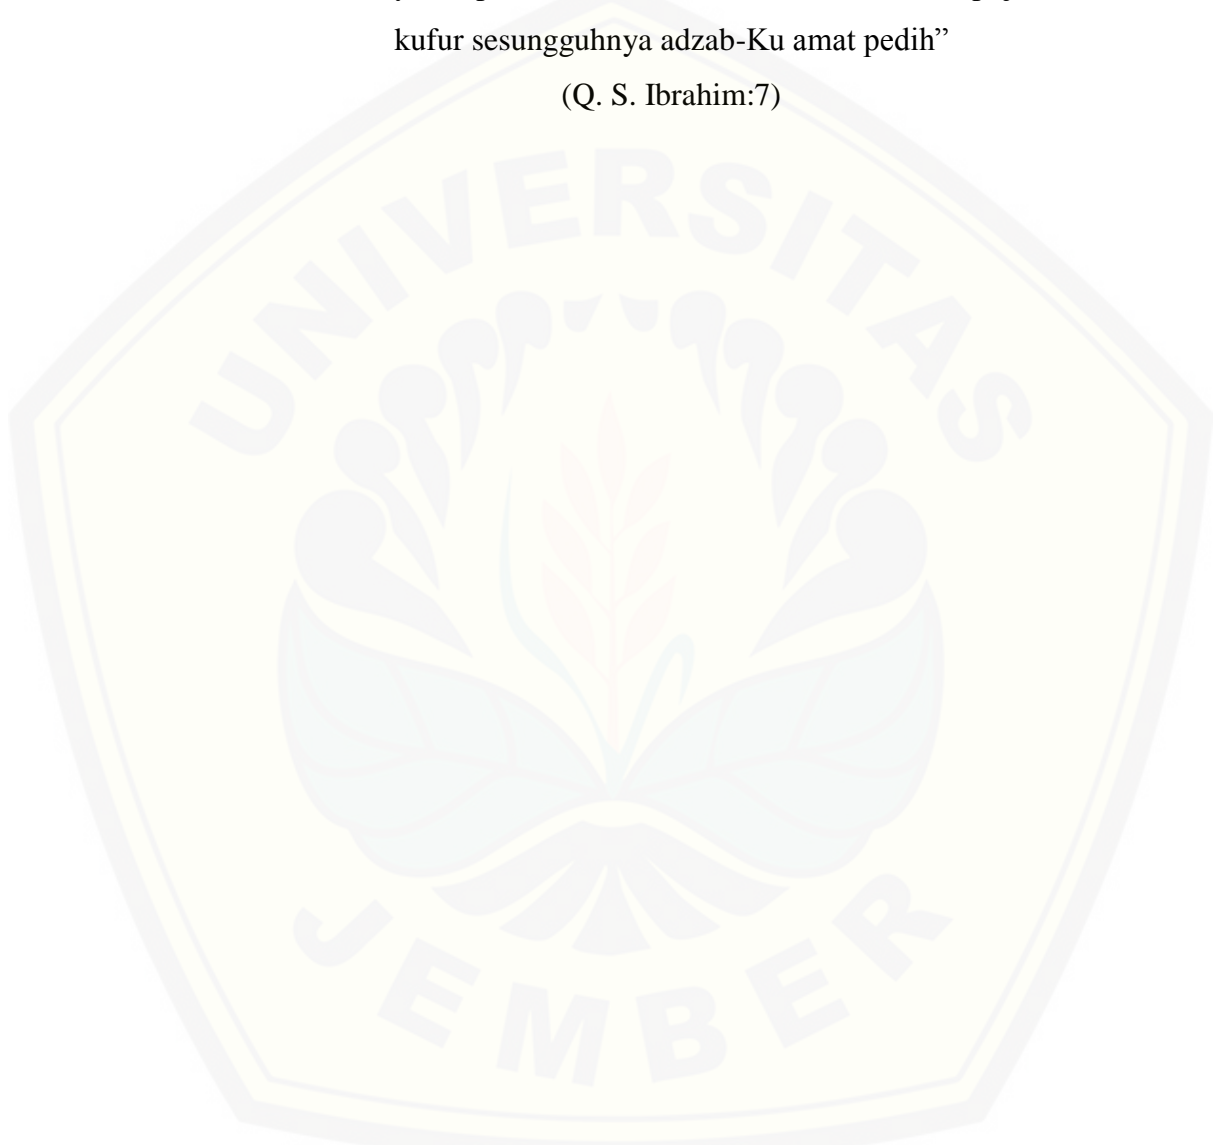 kufur sesungguhnya adzab-Ku amat pedih”
(Q. S. Ibrahim:7)
UNIVERSITAS
JEMBER